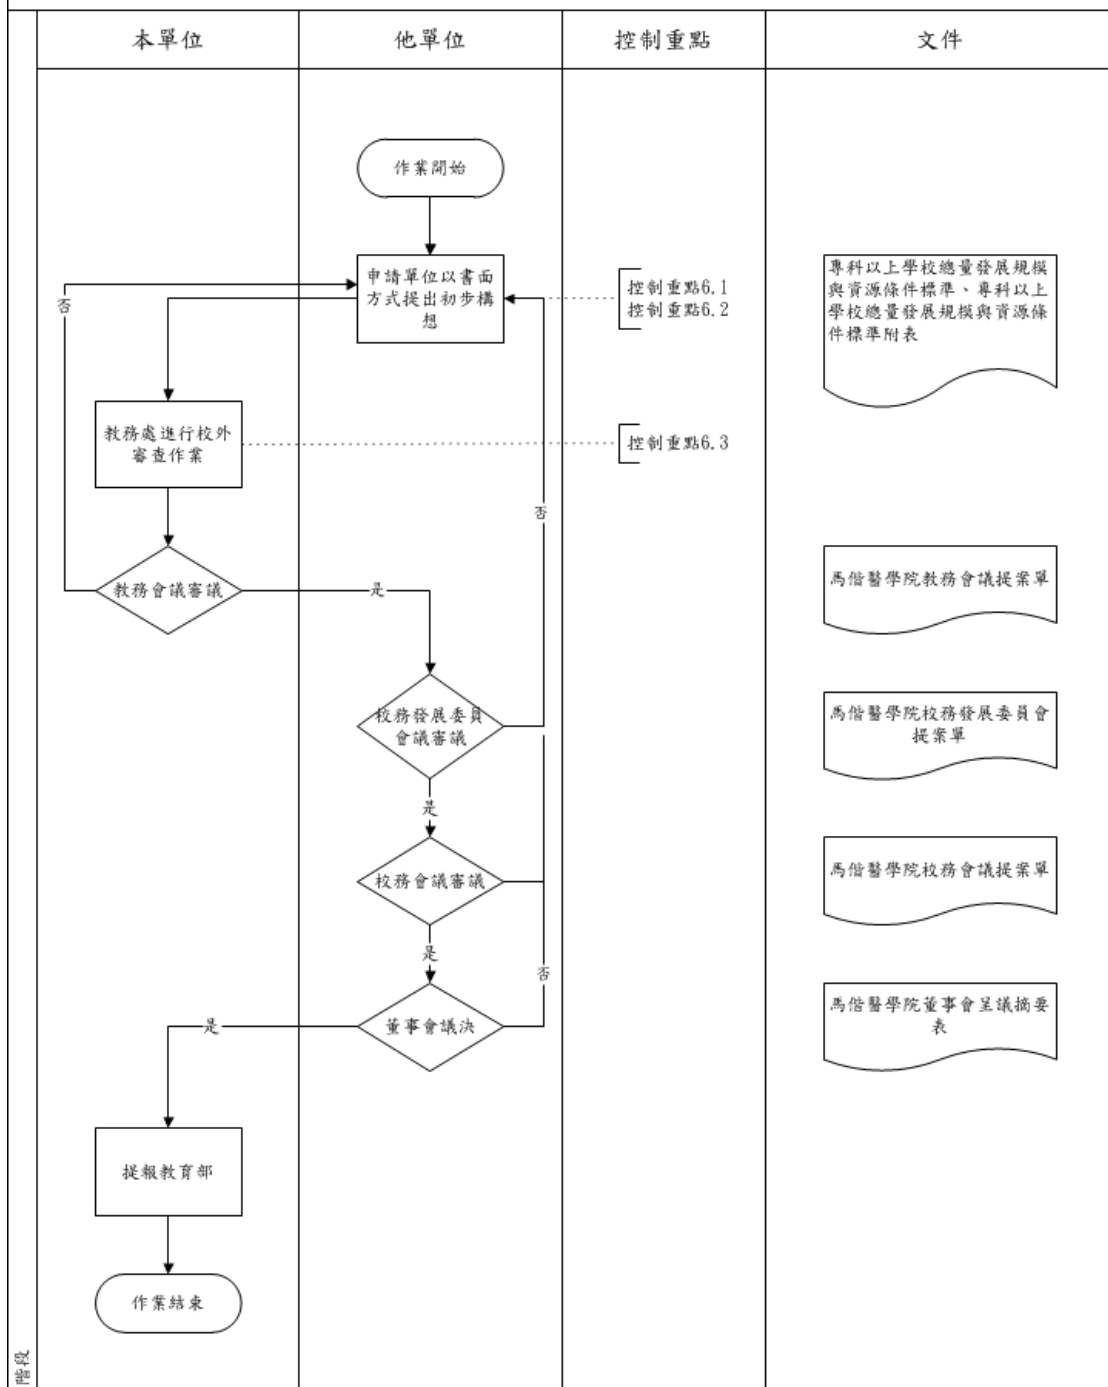 本單位
他單位
控制重點
文件
作業開始
申請單位以書面
方式提出初步構
想
控制重點6.1
控制重點6.2
專科以上學校總量發展規模
與資源條件標準、專科以上
學校總量發展規模與資源條
件標準附表
否
教務處進行校外
審查作業
控制重點6.3
否
教務會議審議
是
馬偕醫學院教務會議提案單
校務發展委員
會議審議
馬偕醫學院校務發展委員會
提案單
是
校務會議審議
馬偕醫學院校務會議提案單
是
否
董事會議決
是
馬偕醫學院董事會呈議摘要
表
提報教育部
作業結束
階段